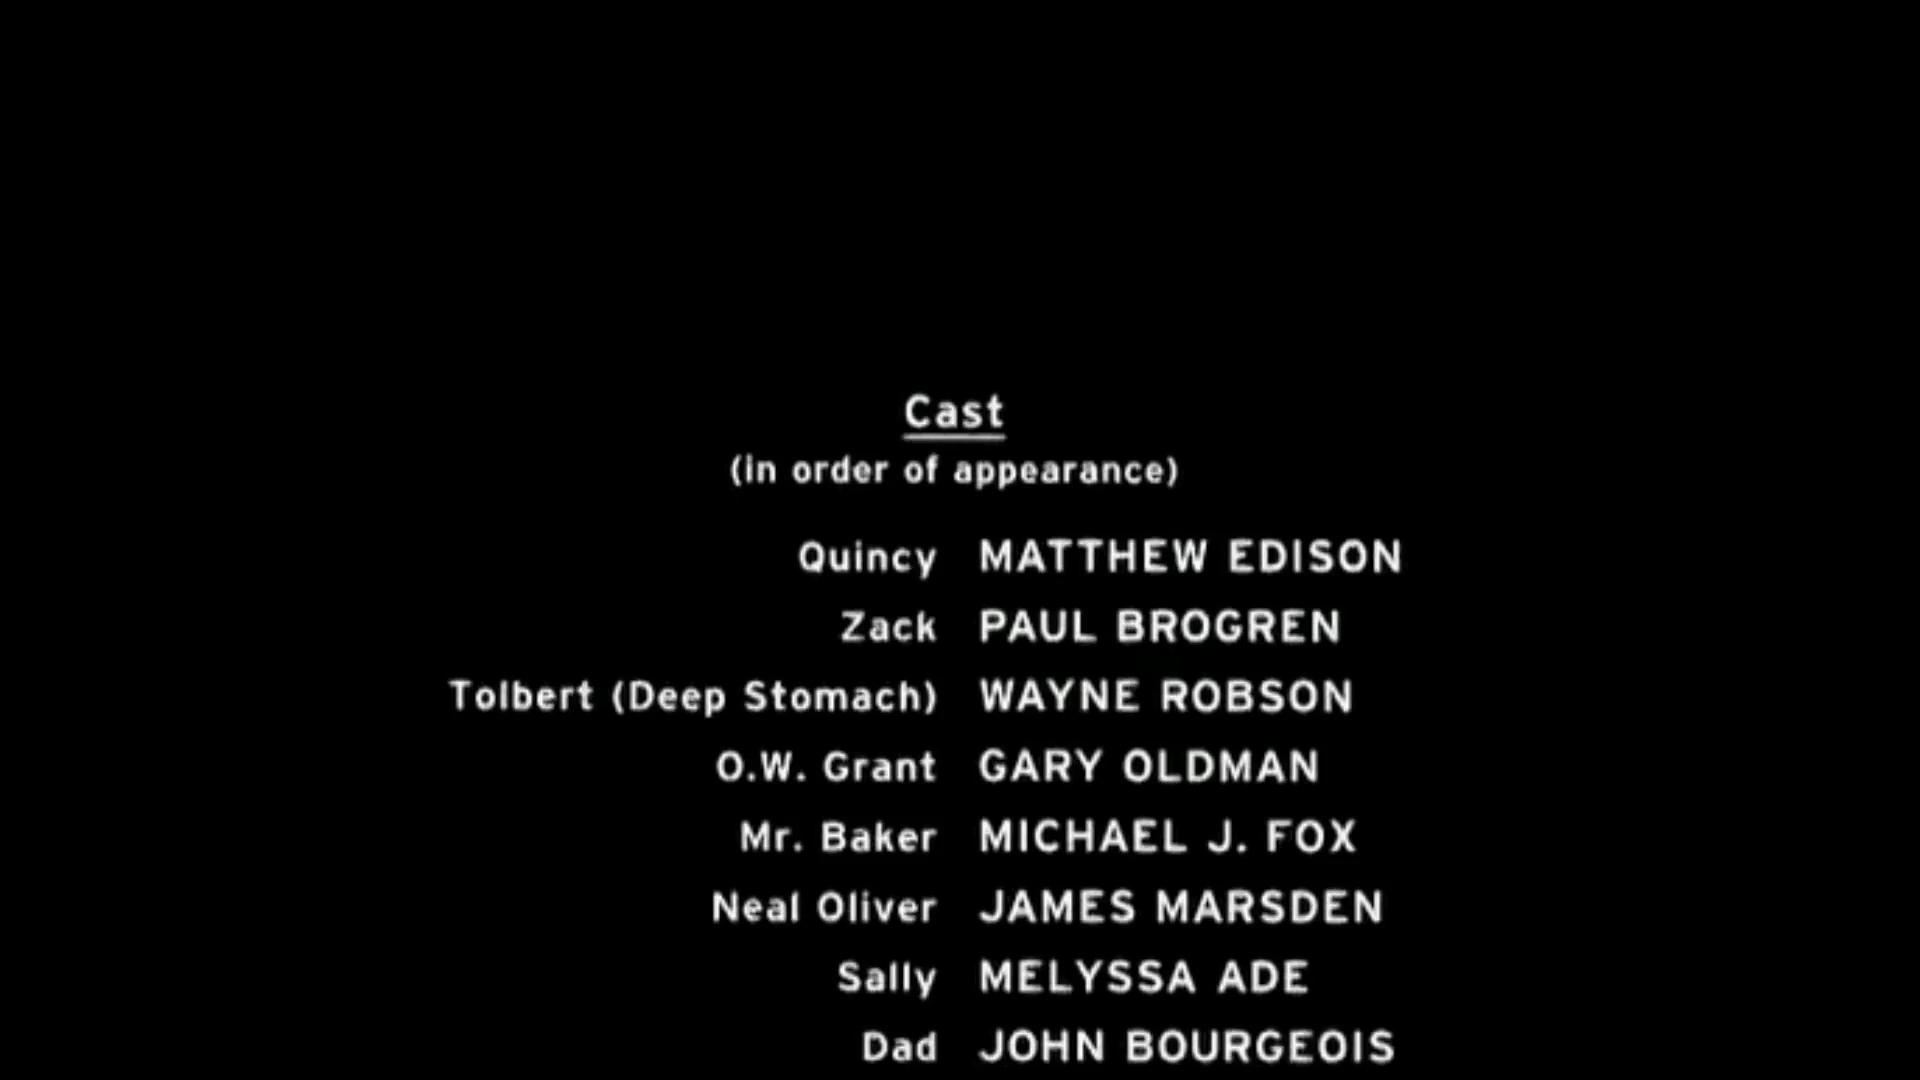 Cast
(in order of appearance)
Quincy MATTHEW EDISON
Zack PAUL BROGREN
Tolbert (Deep Stomach) WAYNE ROBSON
O.W. Grant GARY OLDMAN
Mr. Baker MICHAEL J. FOX
Neal Oliver JAMES MARSDEN
Sally MELYSSA ADE
Dad JOHN BOURGEOIS